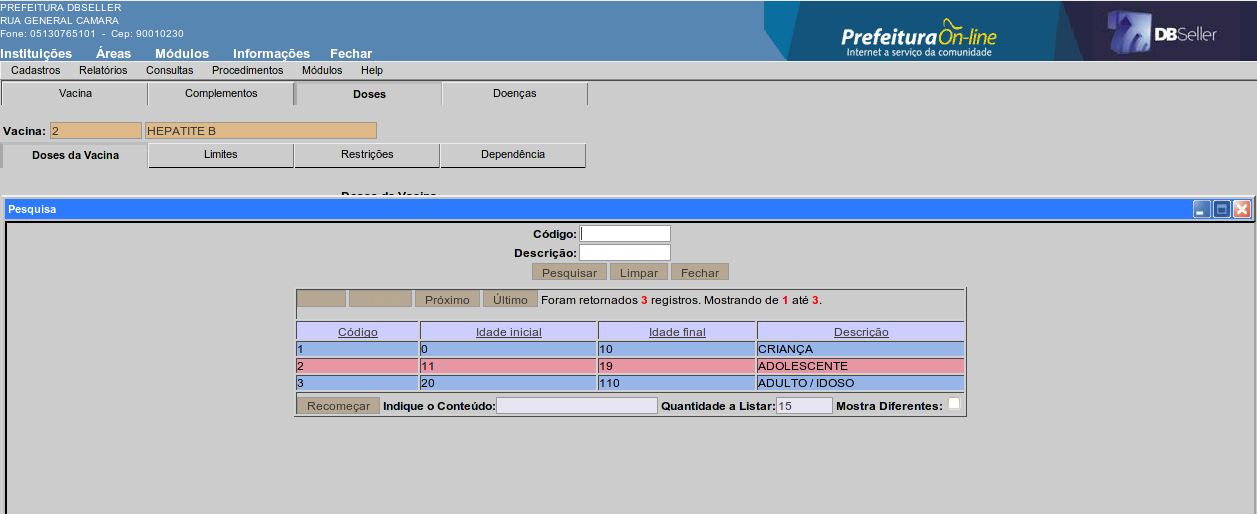 PREFEITURA DBSELLER
RUA GENERAL CAMARA
Fone: 05130765101 - Cep: 90010230
PrefeituraOn-line
Internet a serviço da comunidade
DBSeller
Instituições Áreas Módulos Informações Fechar
Cadastros Relatórios Consultas Procedimentos Módulos Help
Vacina Complementos Doses Doenças
Vacina: 2 HEPATITE B
Doses da Vacina Limites Restrições Dependência
Doses da Vacina
Pesquisa
Código:
Descrição:
Pesquisar Limpar Fechar
Próximo Último Foram retornados 3 registros. Mostrando de 1 até 3.
Código Idade inicial Idade final Descrição
1 0 10 CRIANÇA
2 11 19 ADOLESCENTE
3 20 110 ADULTO / IDOSO
Recomeçar Indique o Conteúdo: Quantidade a Listar: 15 Mostra Diferentes: